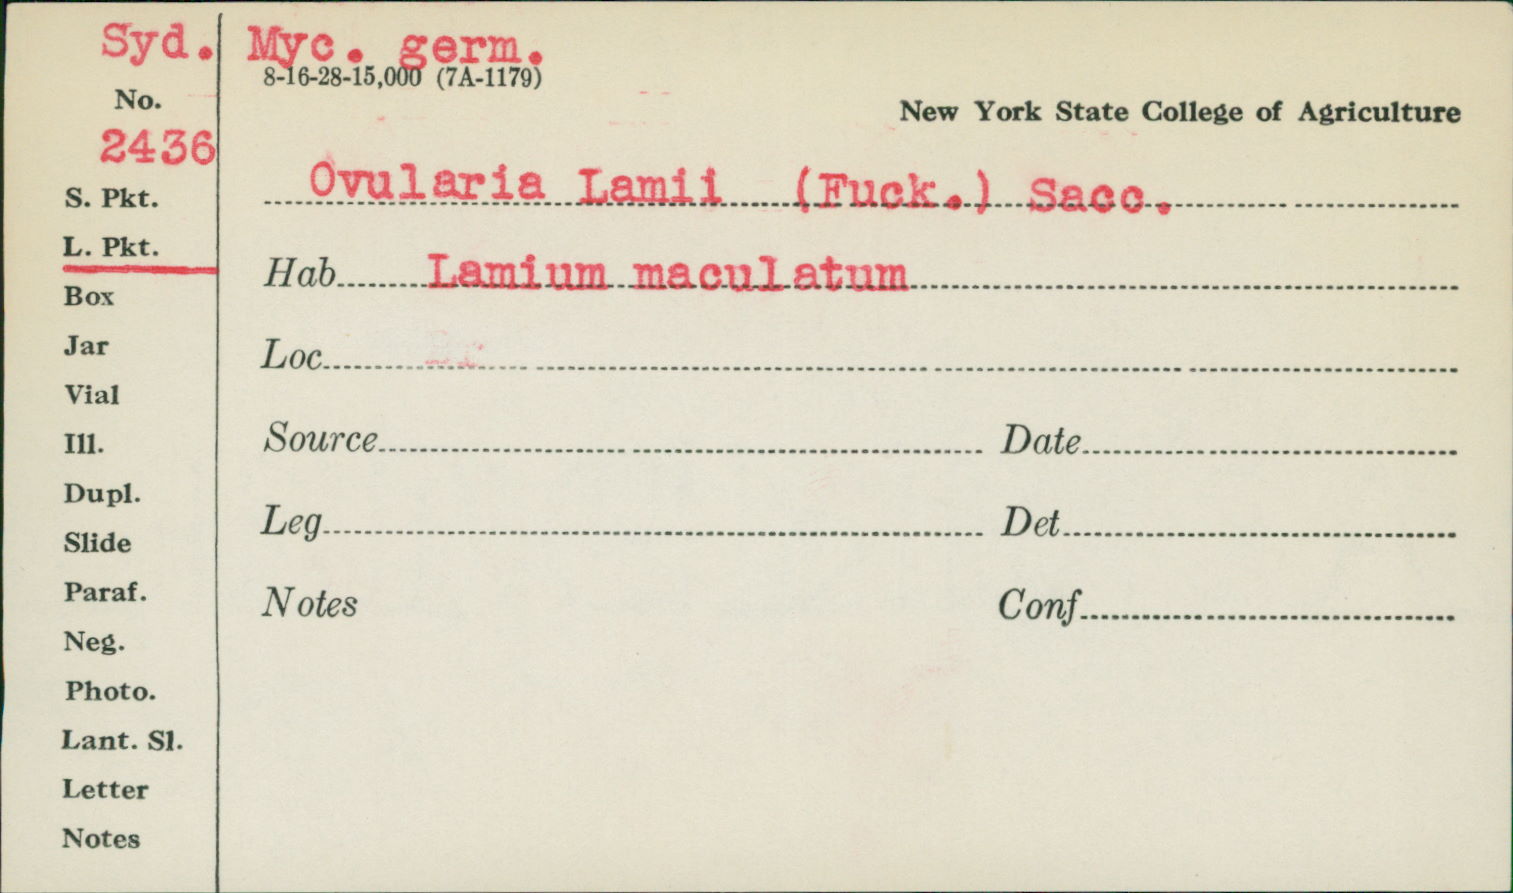 Syd. Myc. germ.
8-16-28-15,000 (7A-1179)
No.
New York State College of Agriculture
2436
Ovularia Lamii (Fuck.) Sacc.
S. Pkt.
L. Pkt.
Hab. Lamium maculatum
Box
Jar
Loc.
Vial
Ill.
Source Date
Dupl.
Slide
Leg. Det.
Paraf.
Notes Conf.
Neg.
Photo.
Lant. Sl.
Letter
Notes